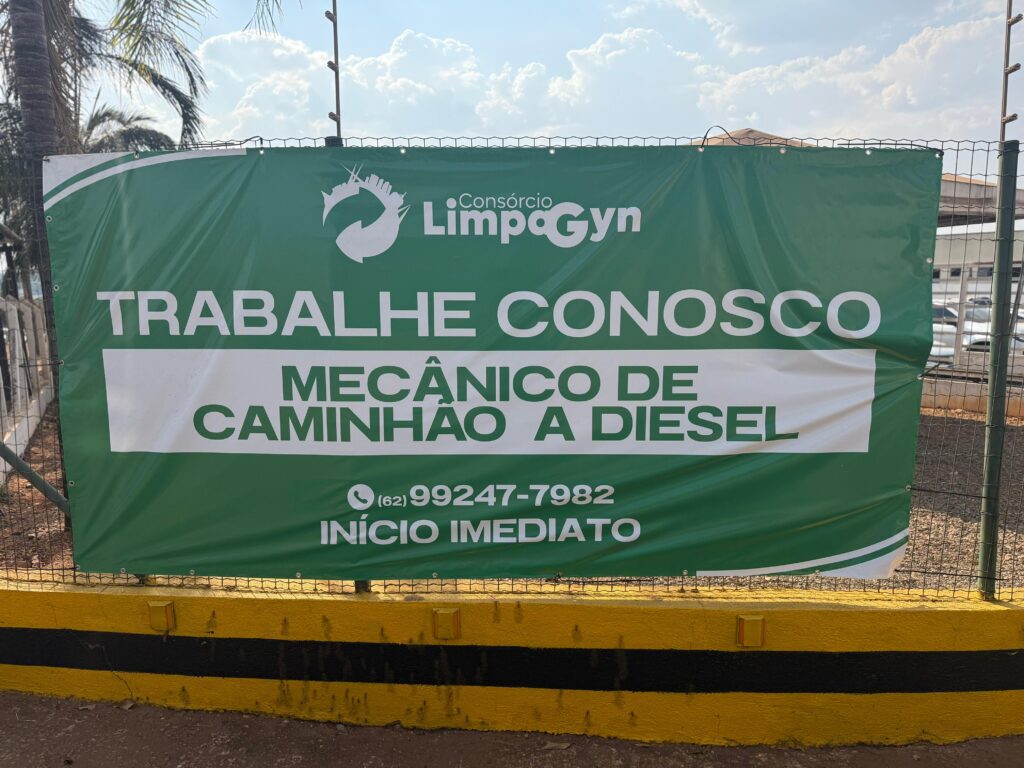 Consórcio
LimpaGyn
TRABALHE CONOSCO
MECÂNICO DE
CAMINHÃO A DIESEL
(62) 99247-7982
INÍCIO IMEDIATO